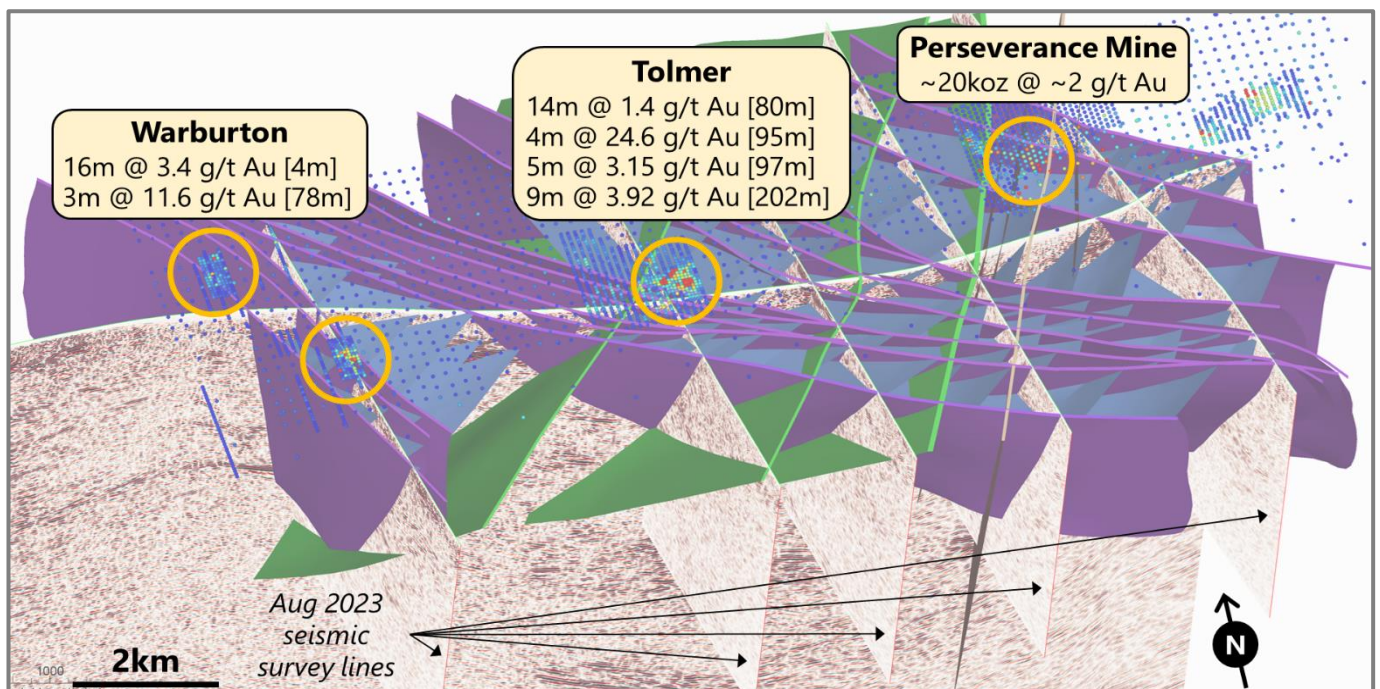 Perseverance Mine
~20koz @ ~2 g/t Au
Tolmer
14m @ 1.4 g/t Au [80m]
4m @ 24.6 g/t Au [95m]
5m @ 3.15 g/t Au [97m]
9m @ 3.92 g/t Au [202m]
Warburton
16m @ 3.4 g/t Au [4m]
3m @ 11.6 g/t Au [78m]
Aug 2023
seismic
survey lines
1000
2km
N